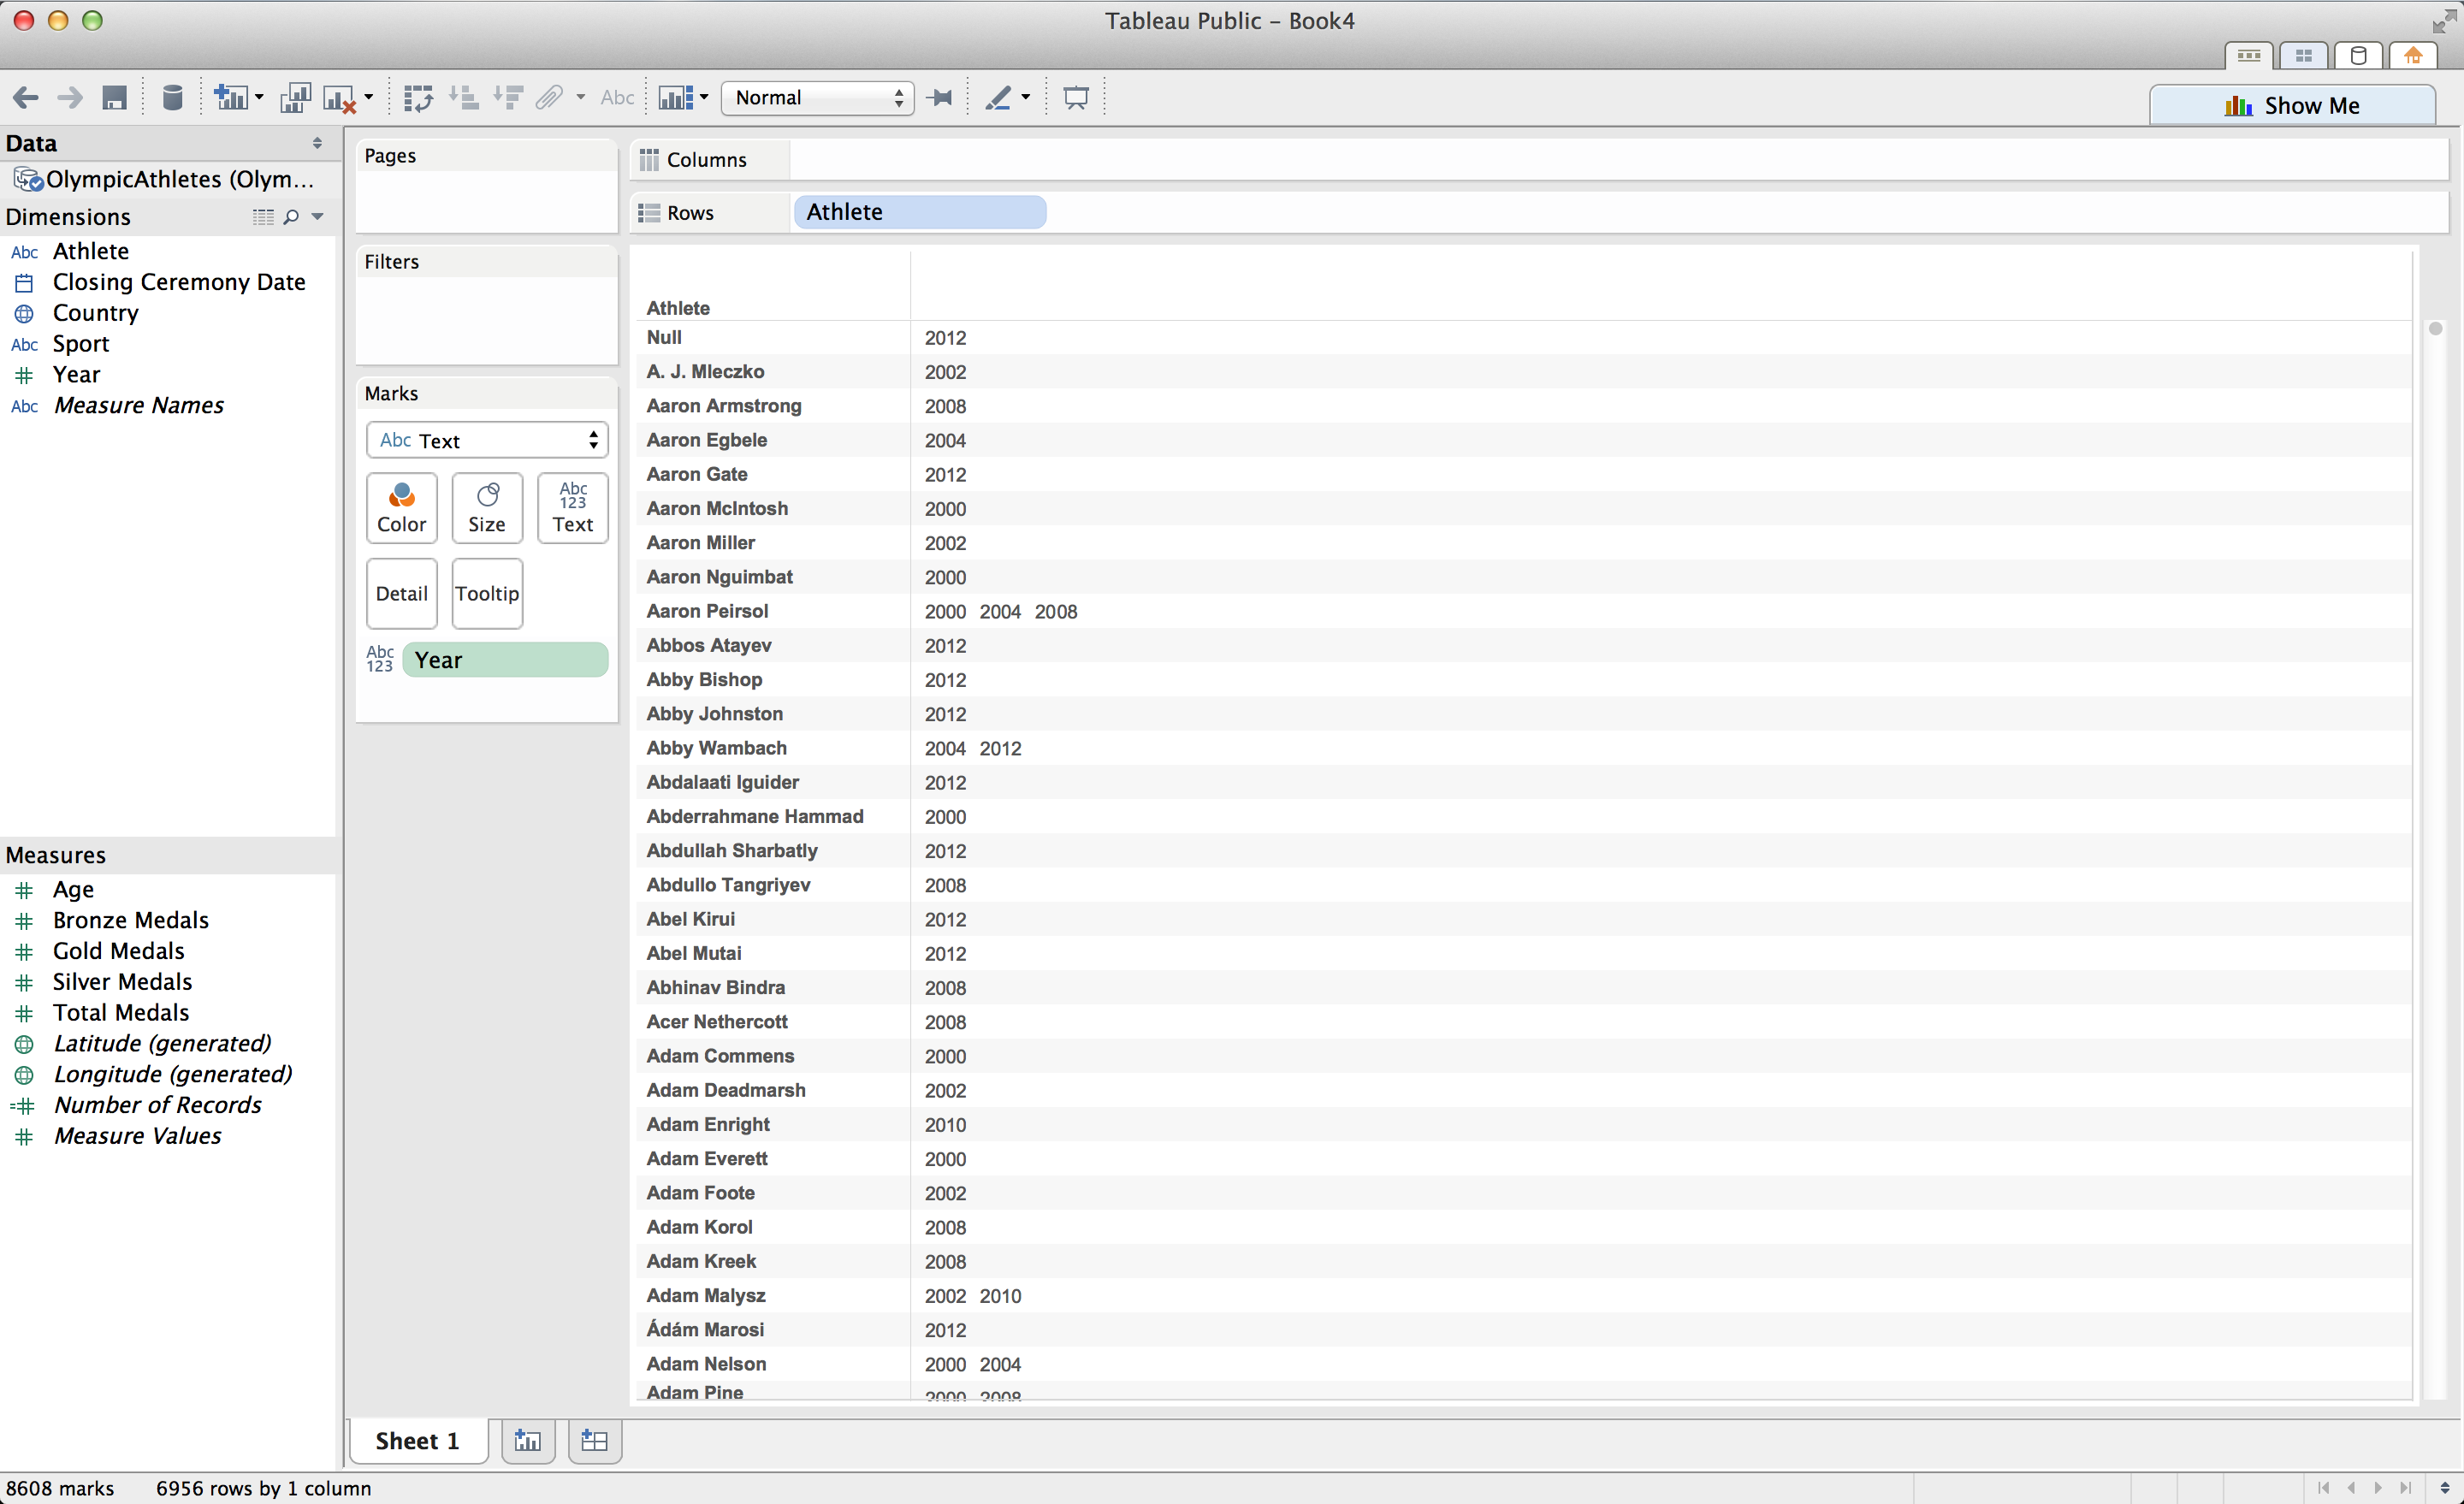 Tableau Public – Book4
Abc
Normal
Show Me
Data
OlympicAthletes (Olym...
Dimensions
Abc Athlete
Closing Ceremony Date
Country
Abc Sport
Year
Abc Measure Names
Measures
Age
Bronze Medals
Gold Medals
Silver Medals
Total Medals
Latitude (generated)
Longitude (generated)
Number of Records
Measure Values
Pages
Filters
Marks
Abc Text
Color
Size
Abc
123
Text
Detail
Tooltip
Abc
123
Year
Columns
Rows
Athlete
Athlete
Null 2012
A. J. Mleczko 2002
Aaron Armstrong 2008
Aaron Egbele 2004
Aaron Gate 2012
Aaron McIntosh 2000
Aaron Miller 2002
Aaron Nguimbat 2000
Aaron Peirsol 2000 2004 2008
Abbos Atayev 2012
Abby Bishop 2012
Abby Johnston 2012
Abby Wambach 2004 2012
Abdalaati Iguider 2012
Abderrahmane Hammad 2000
Abdullah Sharbatly 2012
Abdullo Tangriyev 2008
Abel Kirui 2012
Abel Mutai 2012
Abhinav Bindra 2008
Acer Nethercott 2008
Adam Commens 2000
Adam Deadmarsh 2002
Adam Enright 2010
Adam Everett 2000
Adam Foote 2002
Adam Korol 2008
Adam Kreek 2008
Adam Malysz 2002 2010
Ádám Marosi 2012
Adam Nelson 2000 2004
Adam Pine 2000 2008
Sheet 1
8608 marks 6956 rows by 1 column